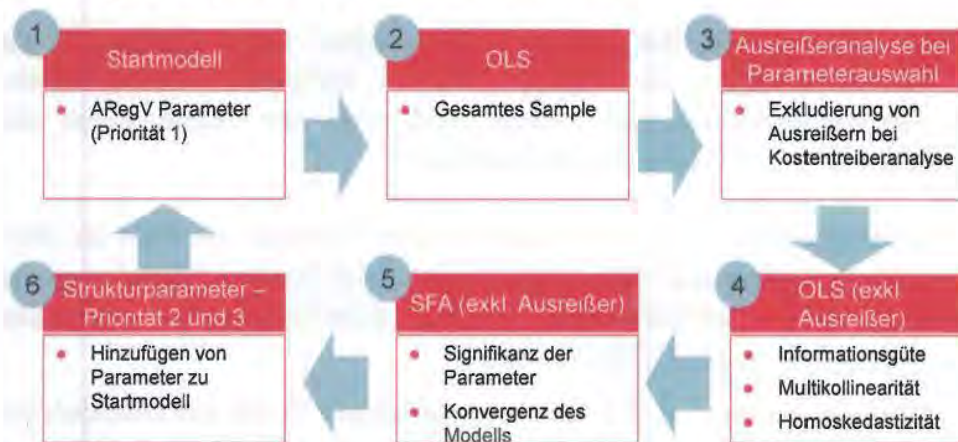 1
Startmodell
• ARegV Parameter
(Priorität 1)
2
OLS
• Gesamtes Sample
3
Ausreißeranalyse bei
Parameterauswahl
• Exkludierung von
Ausreißern bei
Kostentreiberanalyse
4
OLS (exkl
Ausreißer)
• Informationsgüte
• Multikollinearität
• Homoskedastizität
5
SFA (exkl. Ausreißer)
• Signifikanz der
Parameter
• Konvergenz des
Modells
6
Strukturparameter –
Priorität 2 und 3
• Hinzufügen von
Parameter zu
Startmodell